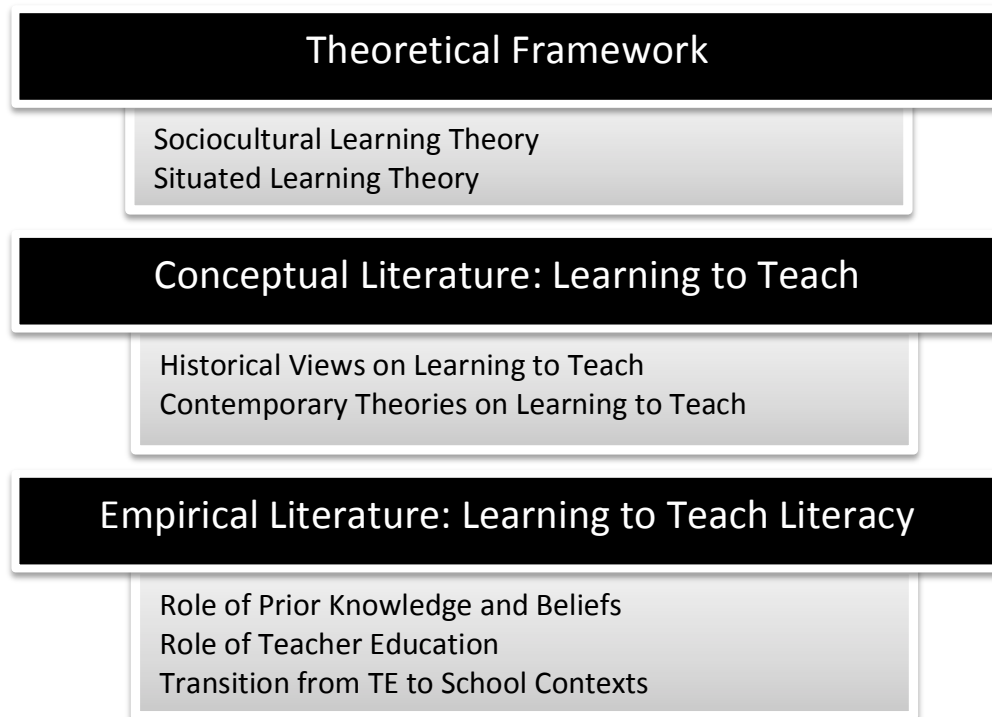 Theoretical Framework
Sociocultural Learning Theory
Situated Learning Theory
Conceptual Literature: Learning to Teach
Historical Views on Learning to Teach
Contemporary Theories on Learning to Teach
Empirical Literature: Learning to Teach Literacy
Role of Prior Knowledge and Beliefs
Role of Teacher Education
Transition from TE to School Contexts